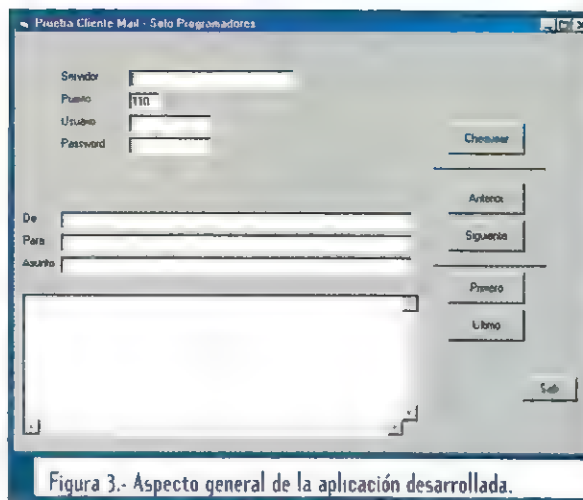 Prueba Cliente Mail - Solo Programadores
Servidor
Puerto 110
Usuario
Password
Chequear
Anterior
Siguiente
De
Para
Asunto
Primero
Ultimo
Salir
Figura 3.- Aspecto general de la aplicación desarrollada.